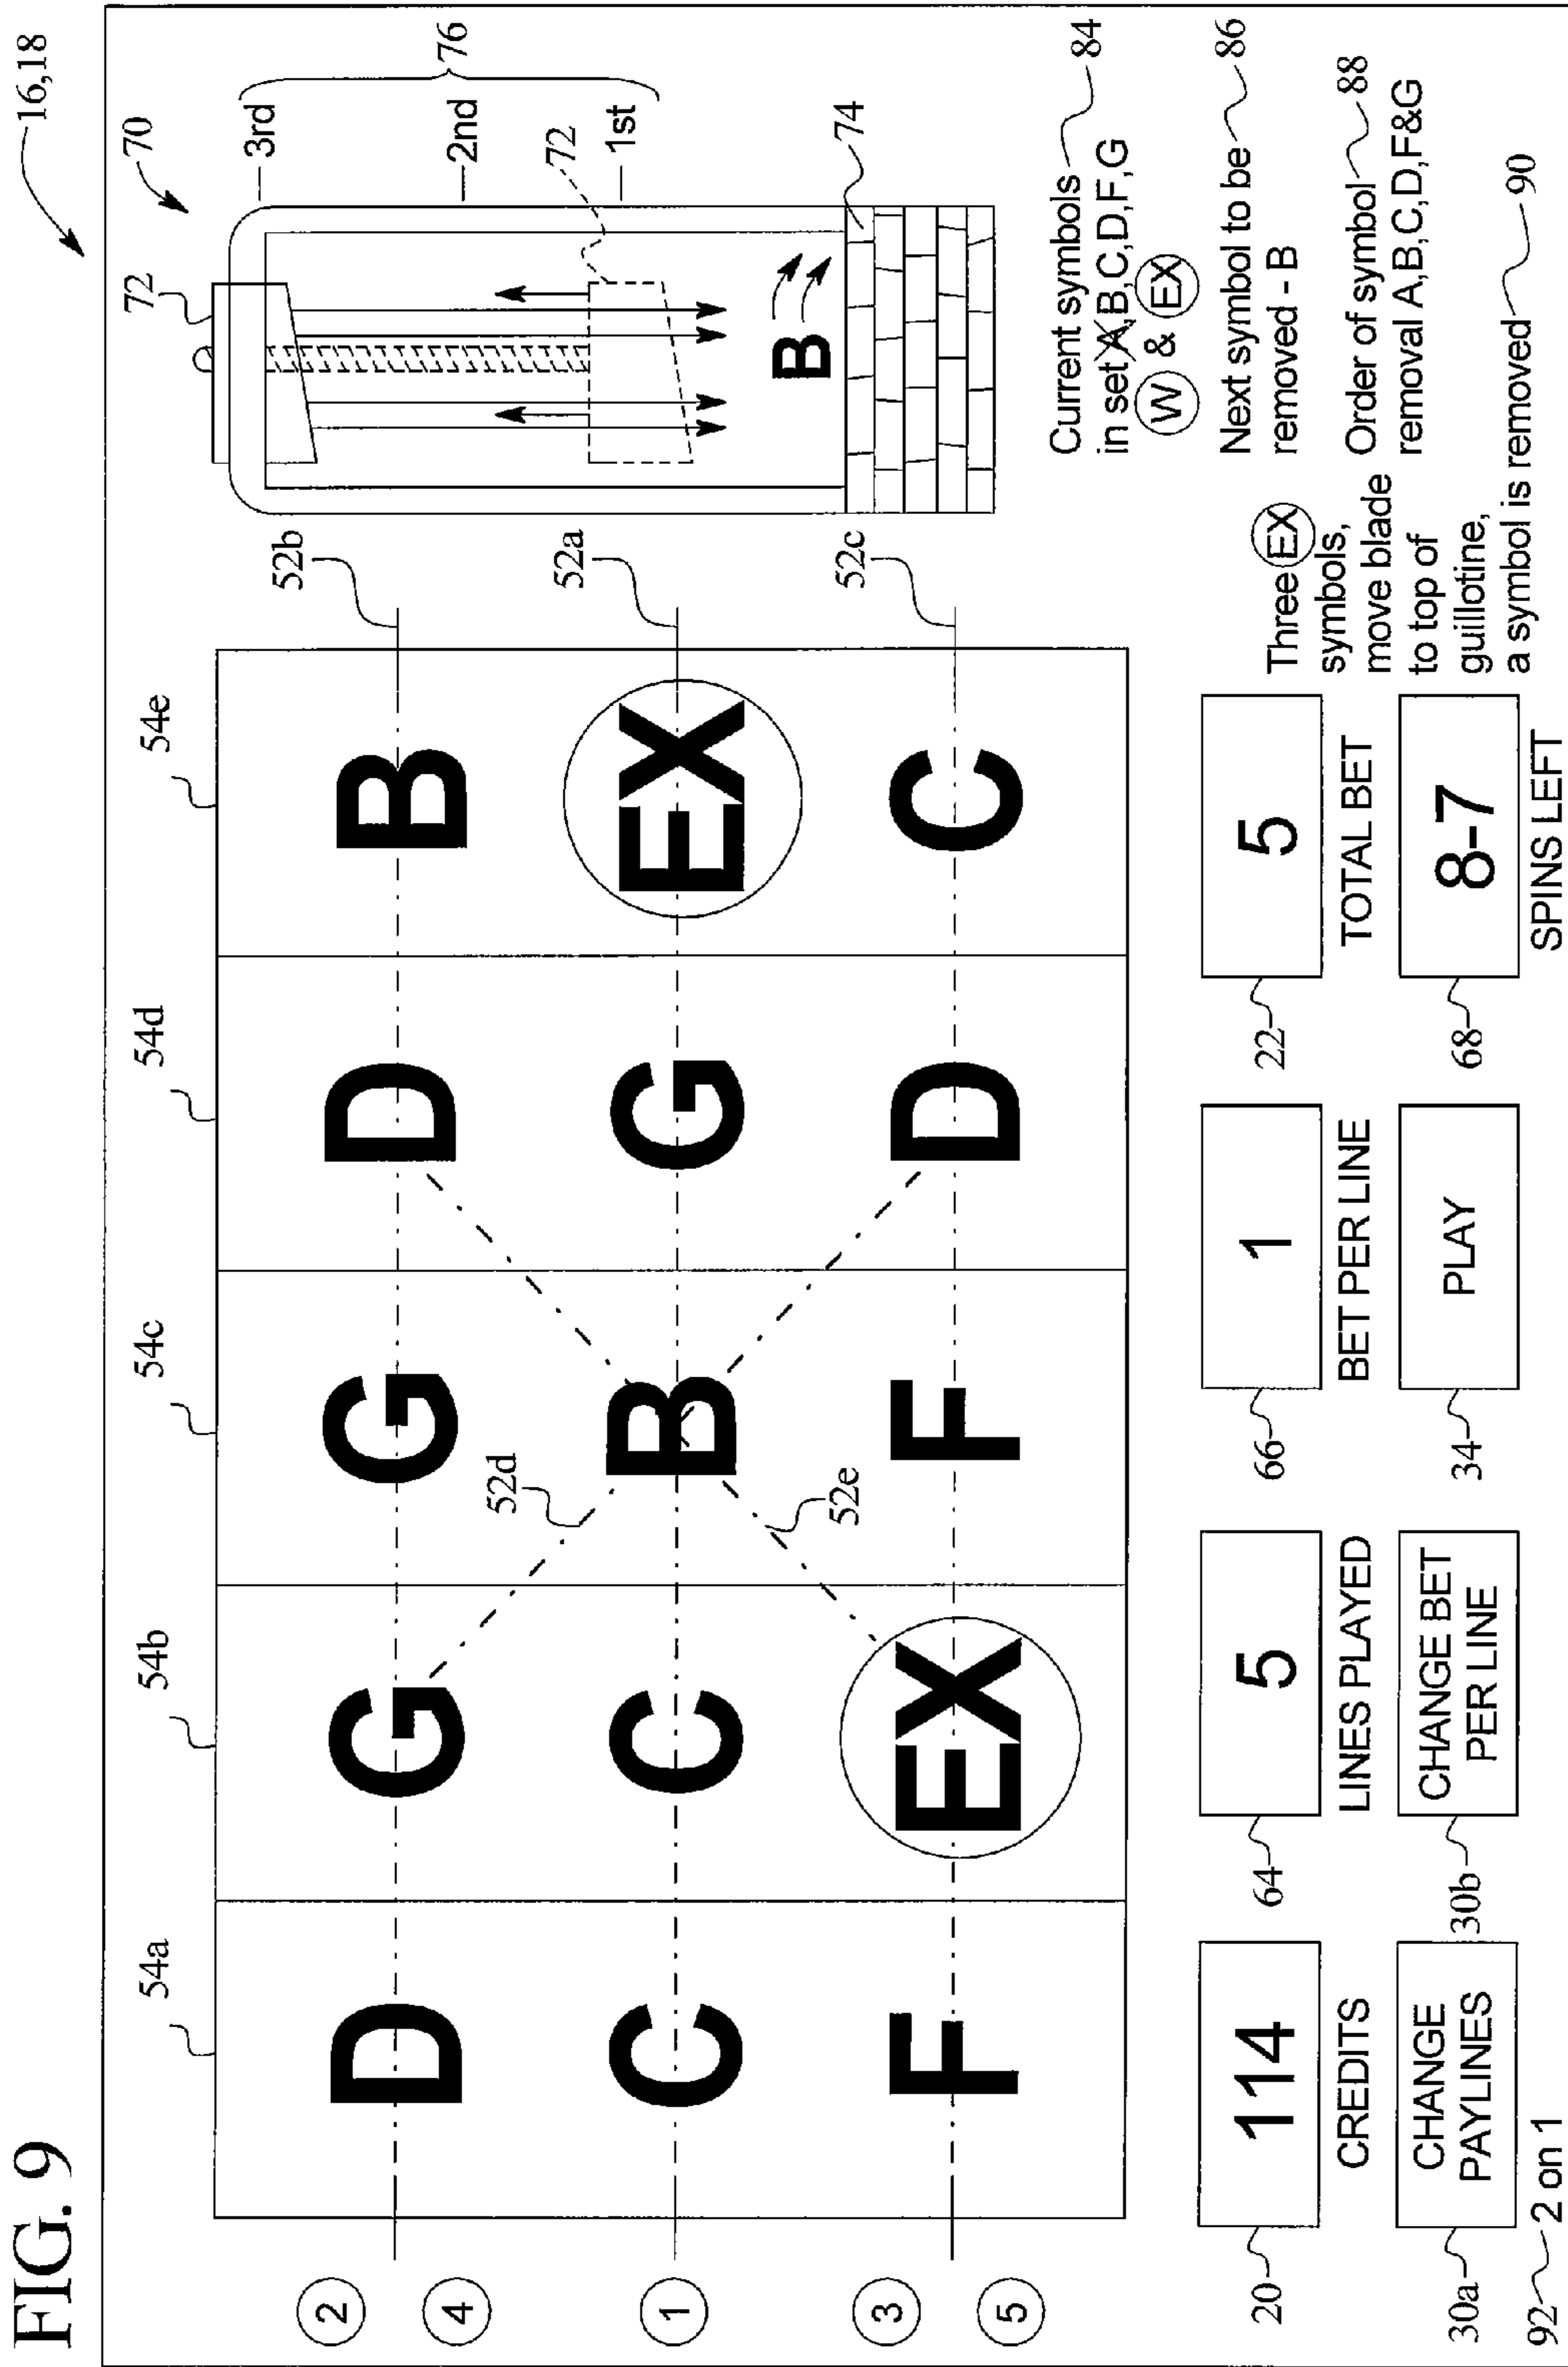 FIG. 9
16,18
54a 54b 54c 54d 54e
70
72
3rd
2nd
1st
76
72
2
4
D G G D B
52b
1
C C B G EX
52a
52d
52e
3
5
F EX F D C
52c
B
74
20 114
CREDITS
64 5
LINES PLAYED
66 1
BET PER LINE
22 5
TOTAL BET
30a CHANGE
PAYLINES
30b CHANGE BET
PER LINE
34 PLAY
68 8-7
SPINS LEFT
92 2 on 1
Current symbols 84
in set A,B,C,D,F,G
W & EX
Next symbol to be 86
removed - B
Order of symbol 88
removal A,B,C,D,F&G
Three EX
symbols,
move blade
to top of
guillotine,
a symbol is removed 90